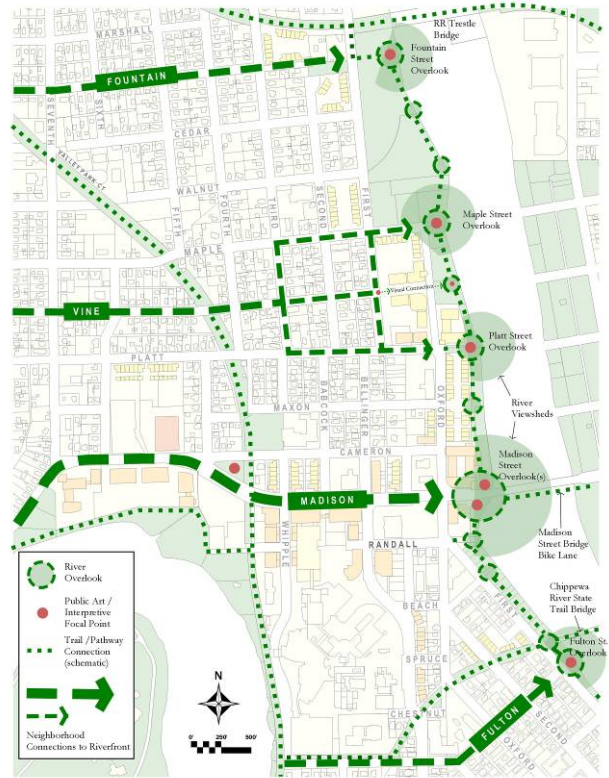 MARSHALL
RR Trestle
Bridge
Fountain
Street
Overlook
FOUNTAIN
SEVENTH
SIXTH
CEDAR
VALLEY PARK CT.
WALNUT
SECOND
FIRST
FIFTH
FOURTH
THIRD
MAPLE
Maple Street
Overlook
Visual Connection
VINE
PLATT
Platt Street
Overlook
MAXON
BABCOCK
BELLINGER
OXFORD
River
Viewsheds
CAMERON
Madison
Street
Overlook(s)
MADISON
WHIPPLE
RANDALL
Madison
Street Bridge
Bike Lane
BEACH
FIRST
Chippewa
River State
Trail Bridge
SPRUCE
Fulton St.
Overlook
CHESTNUT
FULTON
SECOND
OXFORD
River
Overlook
Public Art /
Interpretive
Focal Point
Trail /Pathway
Connection
(schematic)
Neighborhood
Connections to Riverfront
N
0' 250' 500'